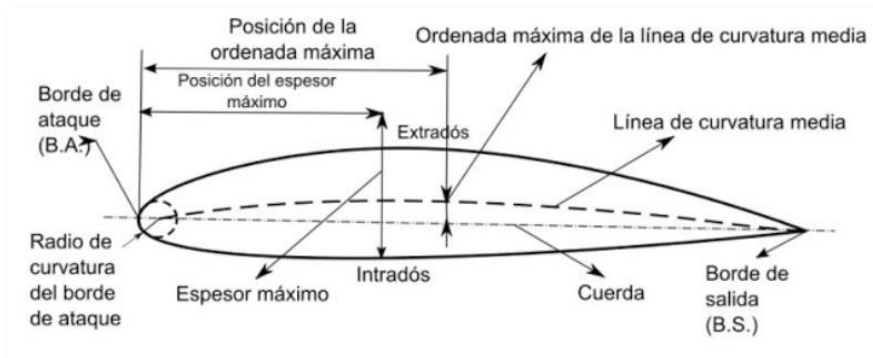 Posición de la
ordenada máxima
Ordenada máxima de la línea de curvatura media
Posición del espesor
máximo
Borde de
ataque
(B.A.)
Extradós
Línea de curvatura media
Radio de
curvatura
del borde
de ataque
Espesor máximo
Intradós
Cuerda
Borde de
salida
(B.S.)